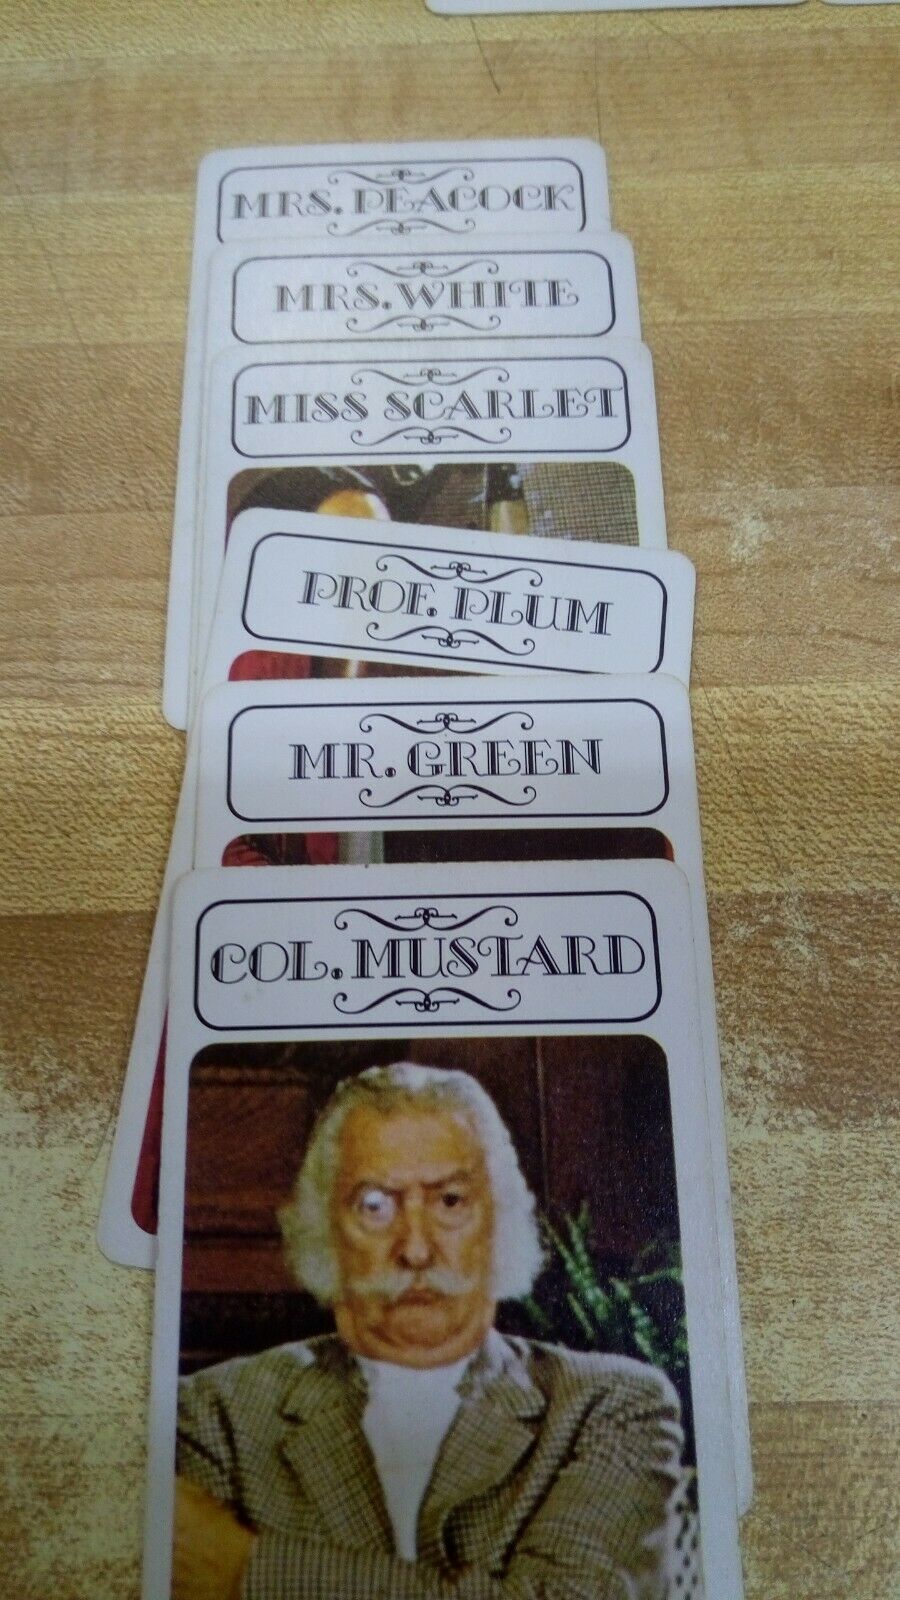 MRS. PEACOCK
MRS. WHITE
MISS SCARLET
PROF. PLUM
MR. GREEN
COL. MUSTARD